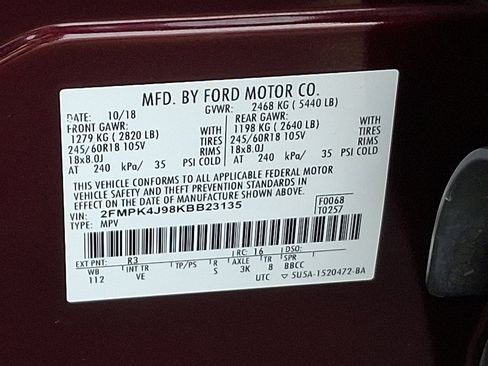 MFD. BY FORD MOTOR CO.
DATE: 10/18 GVWR: 2468 KG ( 5440 LB)
FRONT GAWR: REAR GAWR:
1279 KG ( 2820 LB) WITH 1198 KG ( 2640 LB) WITH
245/60R18 105V TIRES 245/60R18 105V TIRES
18x8.0J RIMS 18x8.0J RIMS
AT 240 kPa/ 35 PSI COLD AT 240 kPa/ 35 PSI COLD
THIS VEHICLE CONFORMS TO ALL APPLICABLE FEDERAL MOTOR
VEHICLE SAFETY AND THEFT PREVENTION STANDARDS IN
EFFECT ON THE DATE OF MANUFACTURE SHOWN ABOVE.
VIN: 2FMPK4J98KBB23135 F0068
TYPE: MPV T0257
EXT PNT: R3 RC: 16 DSO:
WB INT TR TP/PS R AXLE TR SPR
112 VE S 3K 8 BBCC
UTC ▽ 5U5A-1520472-BA